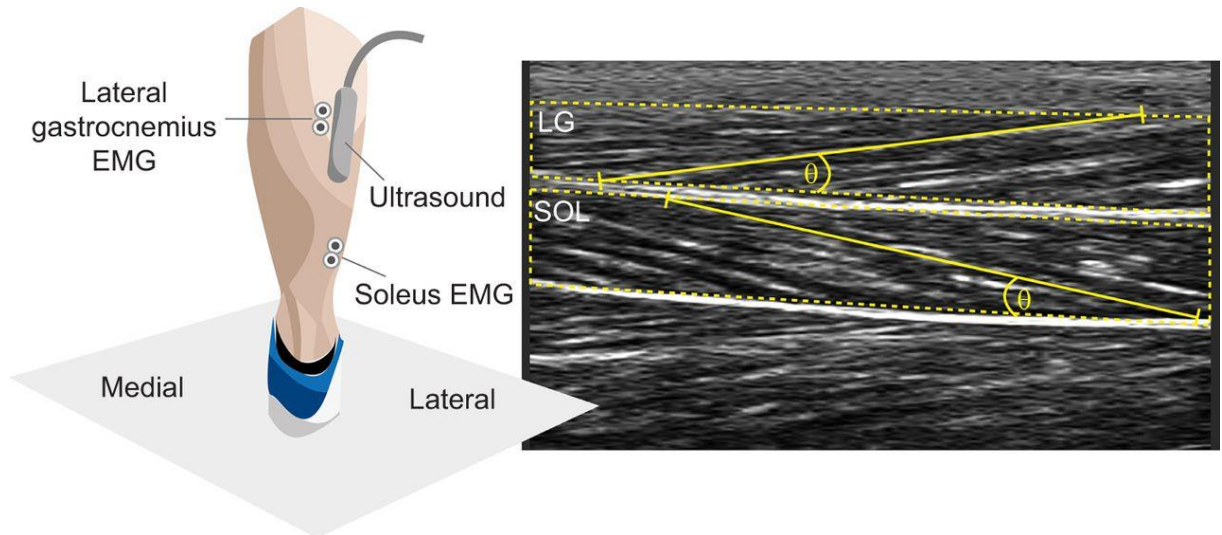 Lateral
gastrocnemius
EMG
Ultrasound
Soleus EMG
Medial
Lateral
LG
θ
SOL
θ